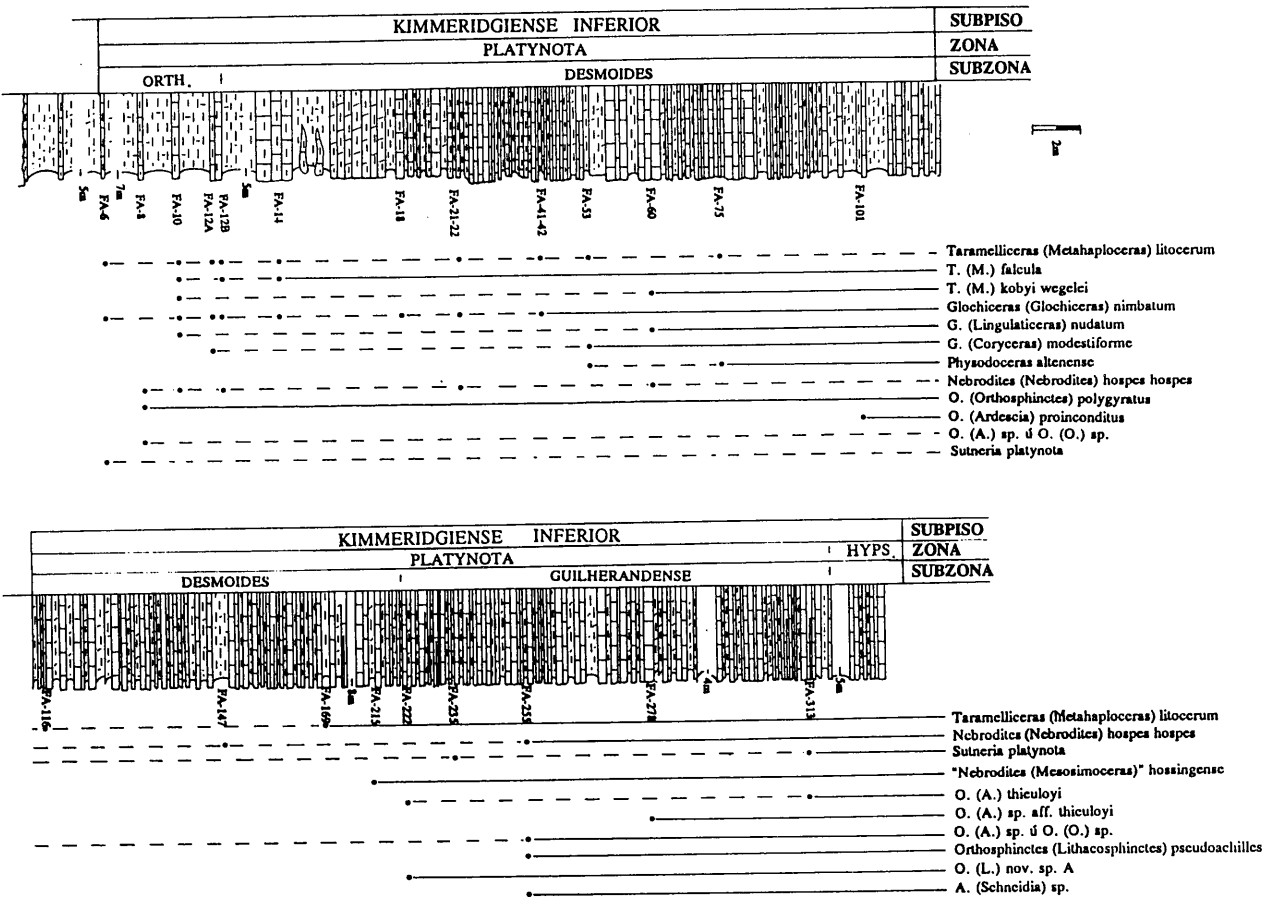 KIMMERIDGIENSE INFERIOR SUBPISO
PLATYNOTA ZONA
ORTH. DESMOIDES SUBZONA
2m
5m FA-6 7m FA-8 FA-10 FA-12A FA-12B 5m FA-14 FA-18 FA-21-22 FA-41-42 FA-53 FA-60 FA-75 FA-101
Taramelliceras (Metahaploceras) litocerum
T. (M.) falcula
T. (M.) kobyi wegelei
Glochiceras (Glochiceras) nimbatum
G. (Lingulaticeras) nudatum
G. (Coryceras) modestiforme
Physodoceras altenense
Nebrodites (Nebrodites) hospes hospes
O. (Orthosphinctes) polygyratus
O. (Ardescia) proinconditus
O. (A.) sp. ú O. (O.) sp.
Sutneria platynota
KIMMERIDGIENSE INFERIOR SUBPISO
PLATYNOTA HYPS. ZONA
DESMOIDES GUILHERANDENSE SUBZONA
FA-116 FA-147 FA-169 8m FA-215 FA-222 FA-235 FA-255 FA-278 4m FA-313 5m
Taramelliceras (Metahaploceras) litocerum
Nebrodites (Nebrodites) hospes hospes
Sutneria platynota
"Nebrodites (Mesosimoceras)" hossingense
O. (A.) thieuloyi
O. (A.) sp. aff. thieuloyi
O. (A.) sp. ú O. (O.) sp.
Orthosphinctes (Lithacosphinctes) pseudoachilles
O. (L.) nov. sp. A
A. (Schneidia) sp.